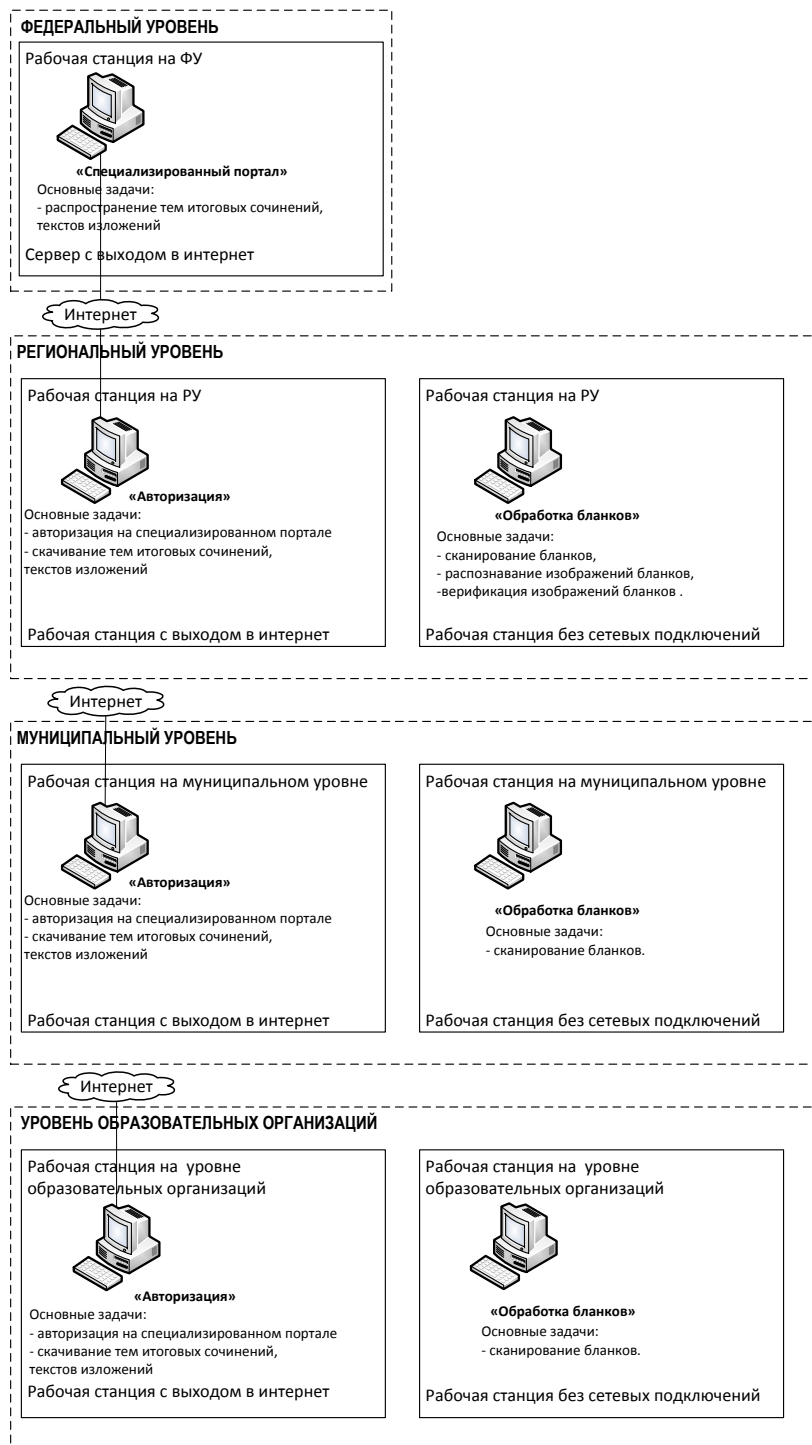 ФЕДЕРАЛЬНЫЙ УРОВЕНЬ
Рабочая станция на ФУ
«Специализированный портал»
Основные задачи:
- распространение тем итоговых сочинений,
текстов изложений
Сервер с выходом в интернет
Интернет
РЕГИОНАЛЬНЫЙ УРОВЕНЬ
Рабочая станция на РУ
«Авторизация»
Основные задачи:
- авторизация на специализированном портале
- скачивание тем итоговых сочинений,
текстов изложений
Рабочая станция с выходом в интернет
Рабочая станция на РУ
«Обработка бланков»
Основные задачи:
- сканирование бланков,
- распознавание изображений бланков,
-верификация изображений бланков .
Рабочая станция без сетевых подключений
Интернет
МУНИЦИПАЛЬНЫЙ УРОВЕНЬ
Рабочая станция на муниципальном уровне
«Авторизация»
Основные задачи:
- авторизация на специализированном портале
- скачивание тем итоговых сочинений,
текстов изложений
Рабочая станция с выходом в интернет
Рабочая станция на муниципальном уровне
«Обработка бланков»
Основные задачи:
- сканирование бланков.
Рабочая станция без сетевых подключений
Интернет
УРОВЕНЬ ОБРАЗОВАТЕЛЬНЫХ ОРГАНИЗАЦИЙ
Рабочая станция на уровне
образовательных организаций
«Авторизация»
Основные задачи:
- авторизация на специализированном портале
- скачивание тем итоговых сочинений,
текстов изложений
Рабочая станция с выходом в интернет
Рабочая станция на уровне
образовательных организаций
«Обработка бланков»
Основные задачи:
- сканирование бланков.
Рабочая станция без сетевых подключений